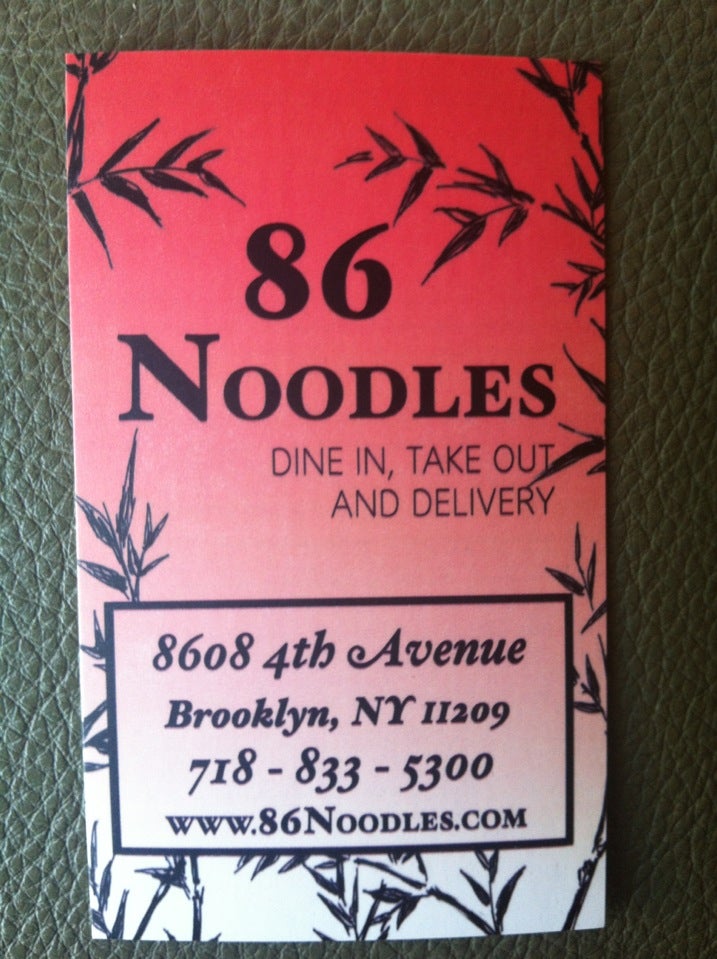 86
NOODLES
DINE IN, TAKE OUT
AND DELIVERY
8608 4th Avenue
Brooklyn, NY 11209
718 - 833 - 5300
www.86NOODLES.COM